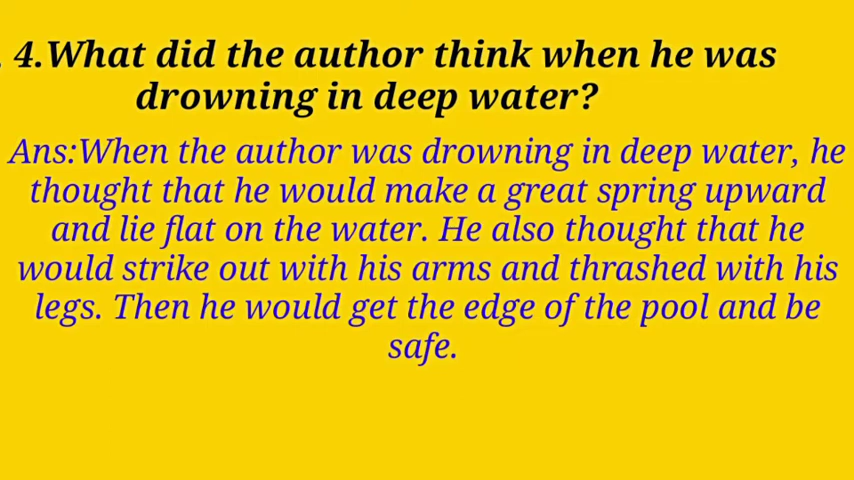 . 4.What did the author think when he was
drowning in deep water?
Ans:When the author was drowning in deep water, he
thought that he would make a great spring upward
and lie flat on the water. He also thought that he
would strike out with his arms and thrashed with his
legs. Then he would get the edge of the pool and be
safe.